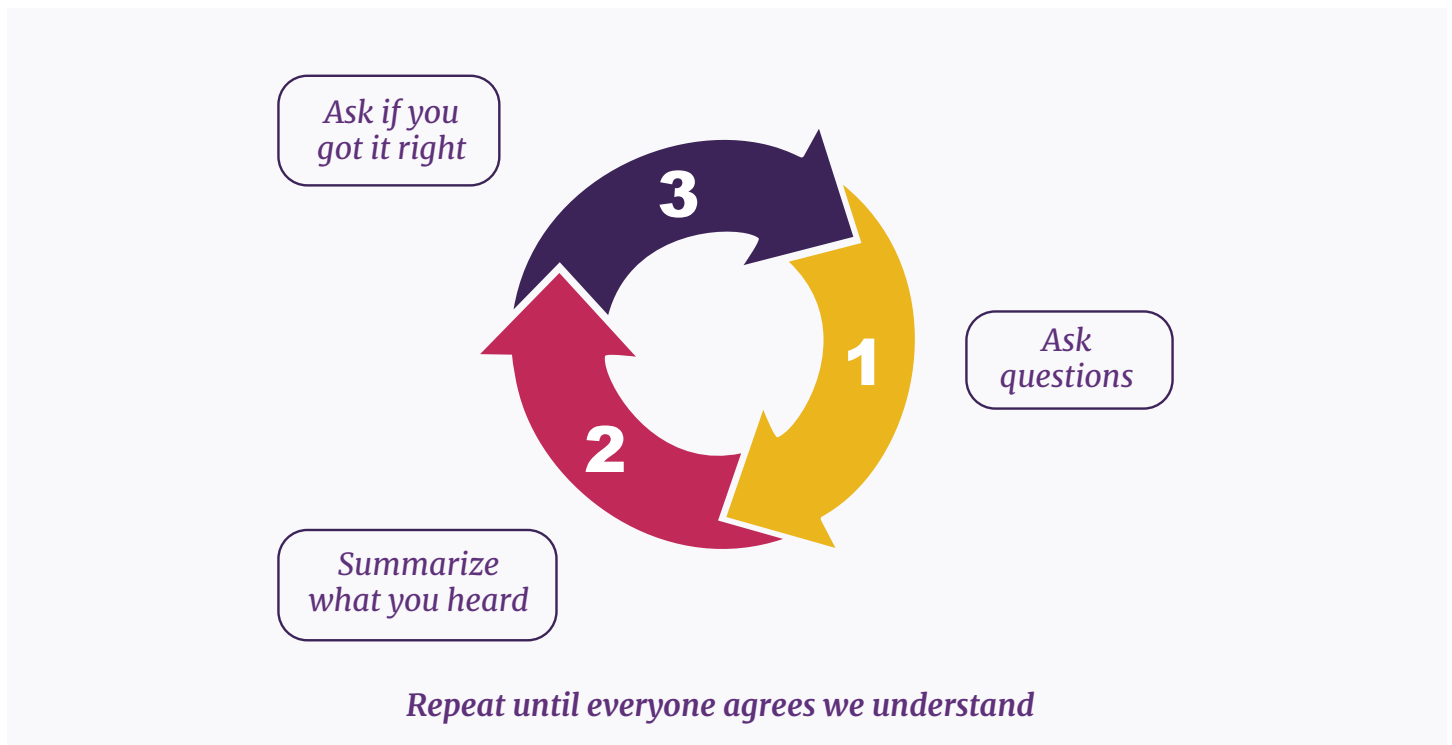 Ask if you
got it right
3
1
Ask
questions
2
Summarize
what you heard
Repeat until everyone agrees we understand